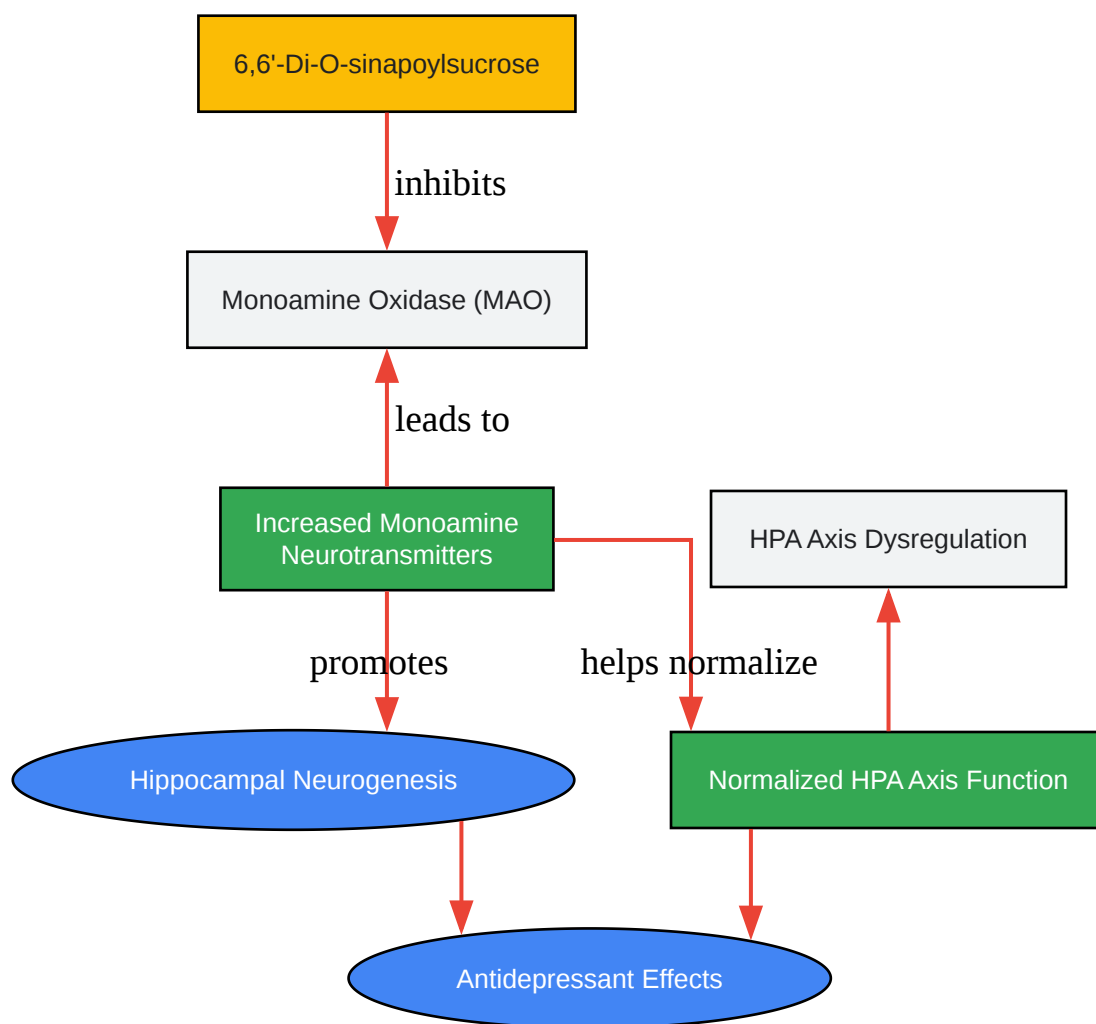 6,6'-Di-O-sinapoylsucrose
inhibits
Monoamine Oxidase (MAO)
leads to
Increased Monoamine
Neurotransmitters
HPA Axis Dysregulation
promotes
helps normalize
Hippocampal Neurogenesis
Normalized HPA Axis Function
Antidepressant Effects